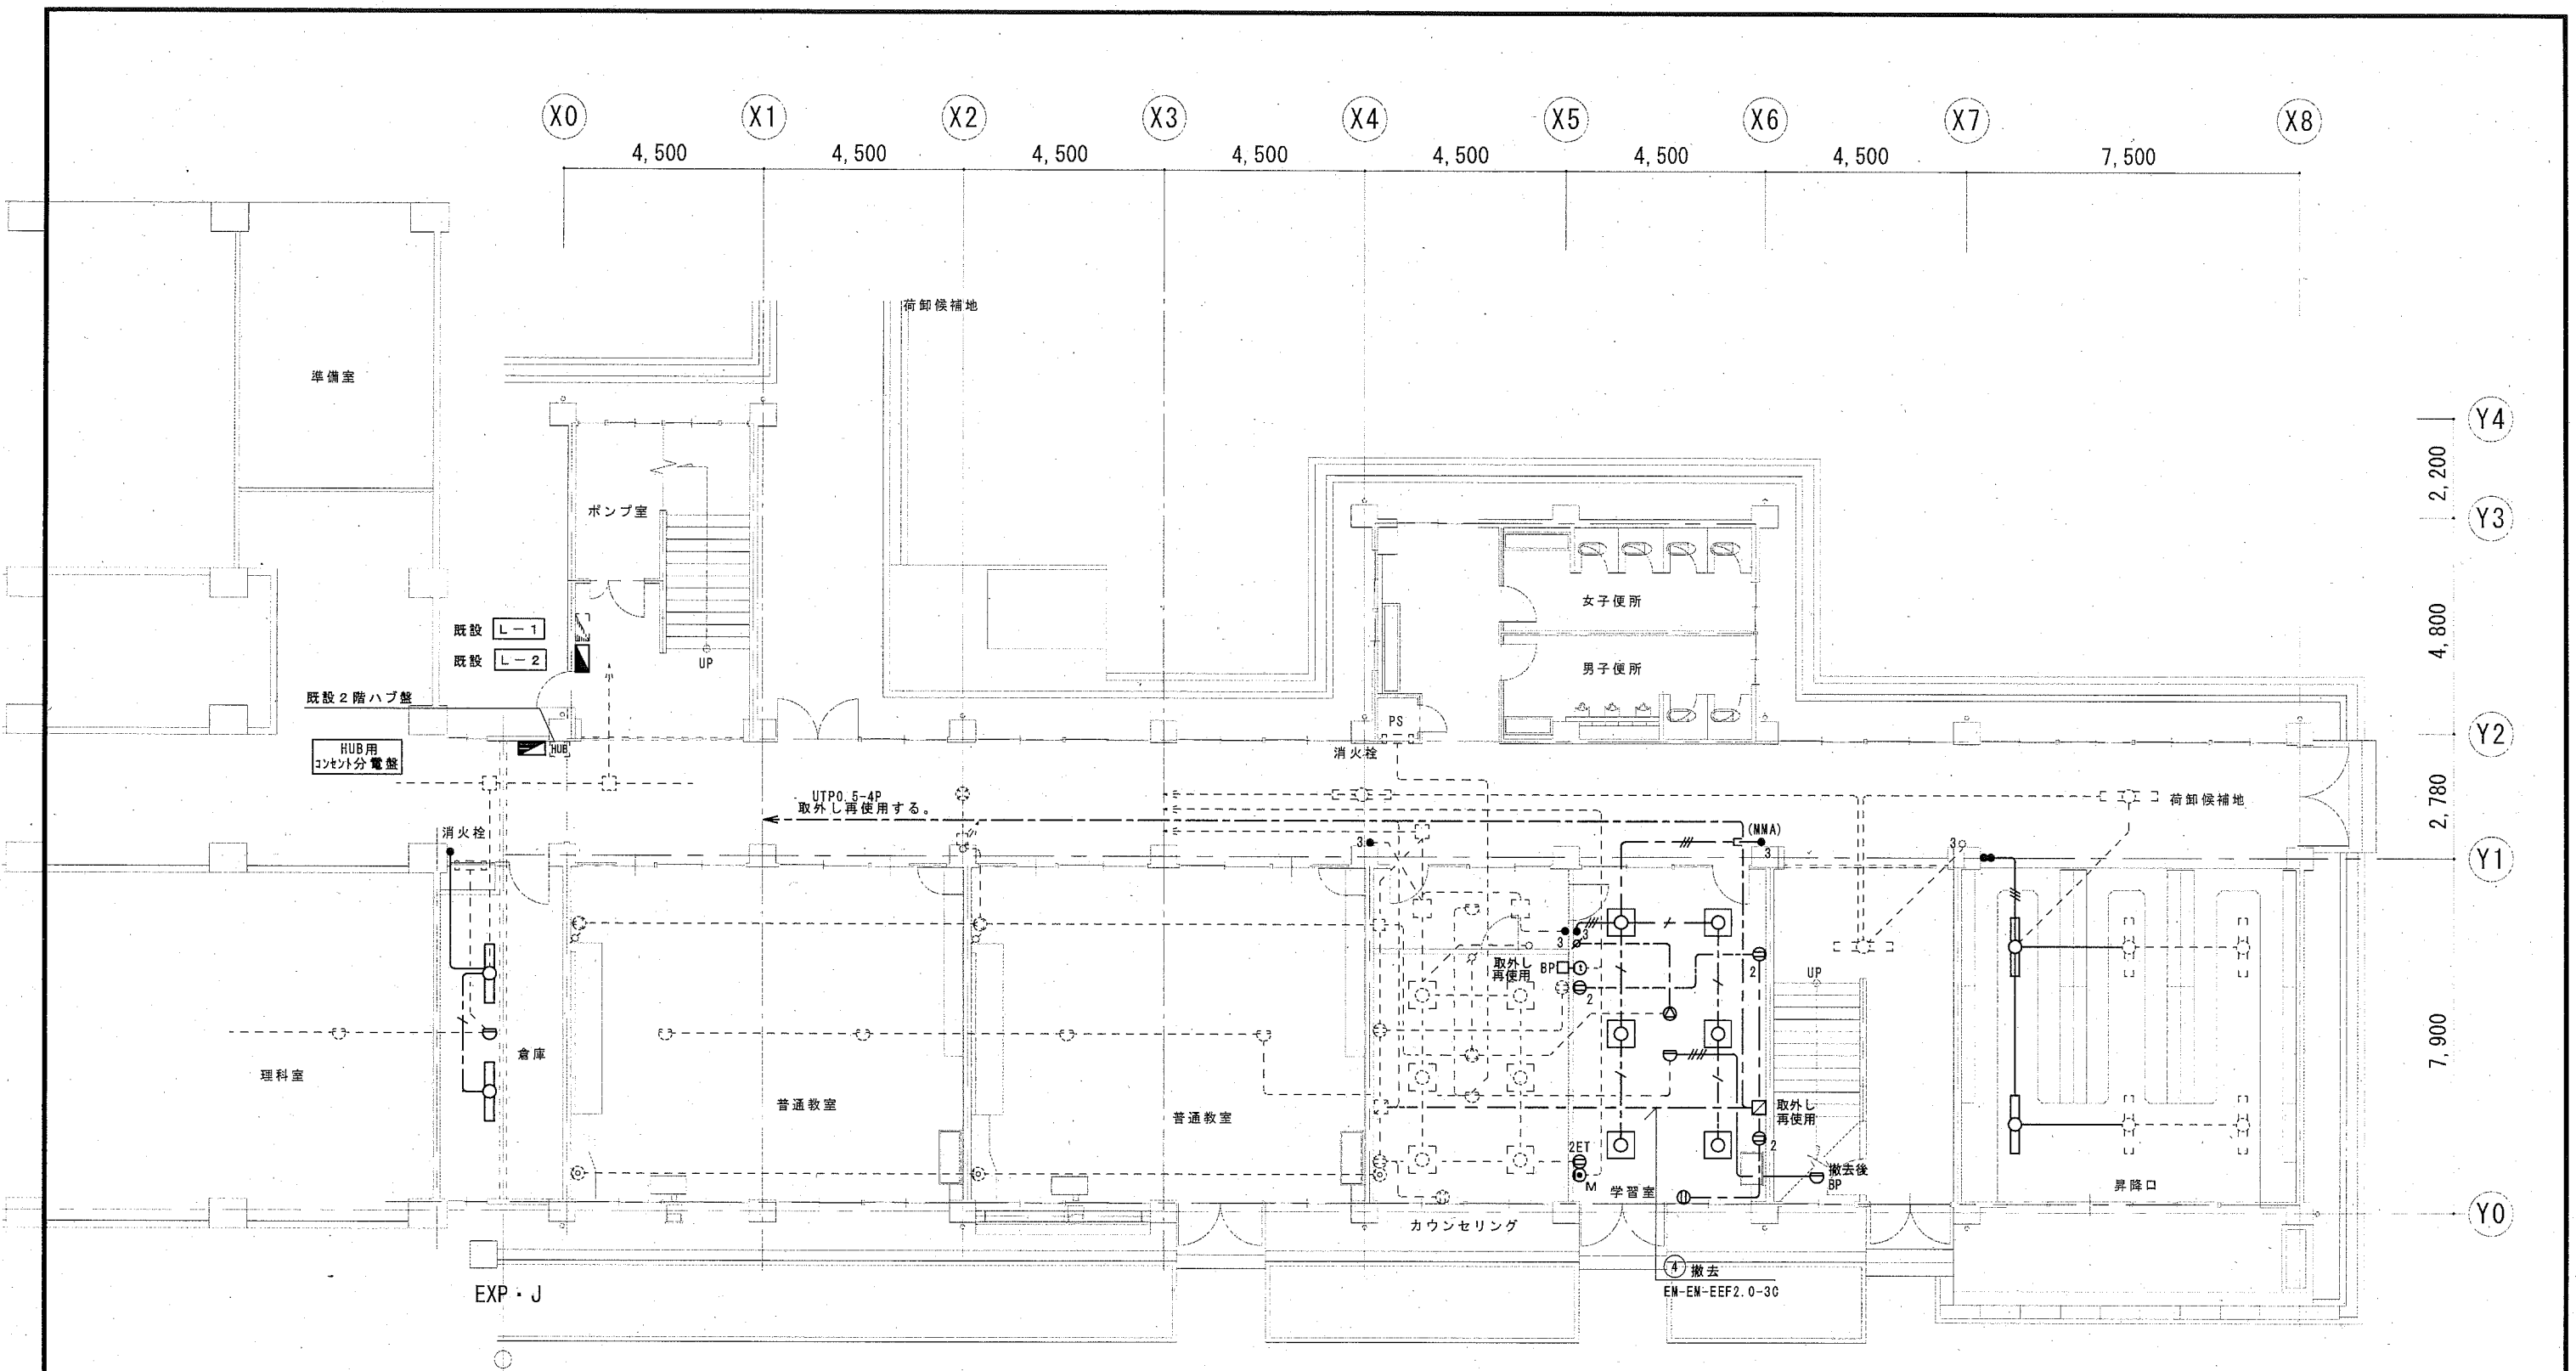 X0 X1 X2 X3 X4 X5 X6 X7 X8
4,500 4,500 4,500 4,500 4,500 4,500 4,500 7,500
荷卸候補地
準備室
Y4
2,200
ポンプ室
Y3
女子便所
既設 L-1
4,800
既設 L-2
UP
男子便所
既設2階ハブ盤
PS
HUB用
コンセント分電盤
HUB
消火栓
Y2
UTP0.5-4P
取外し再使用する。
荷卸候補地
2,780
消火栓
3
(MMA)
3
3
Y1
3
3
取外し
再使用
BP
t
2
2
UP
倉庫
理科室
7,900
普通教室
普通教室
取外し
再使用
2ET
2
M
学習室
撤去後
BP
昇降口
カウンセリング
Y0
④ 撤去
EM-EM-EEF2.0-3C
EXP・J